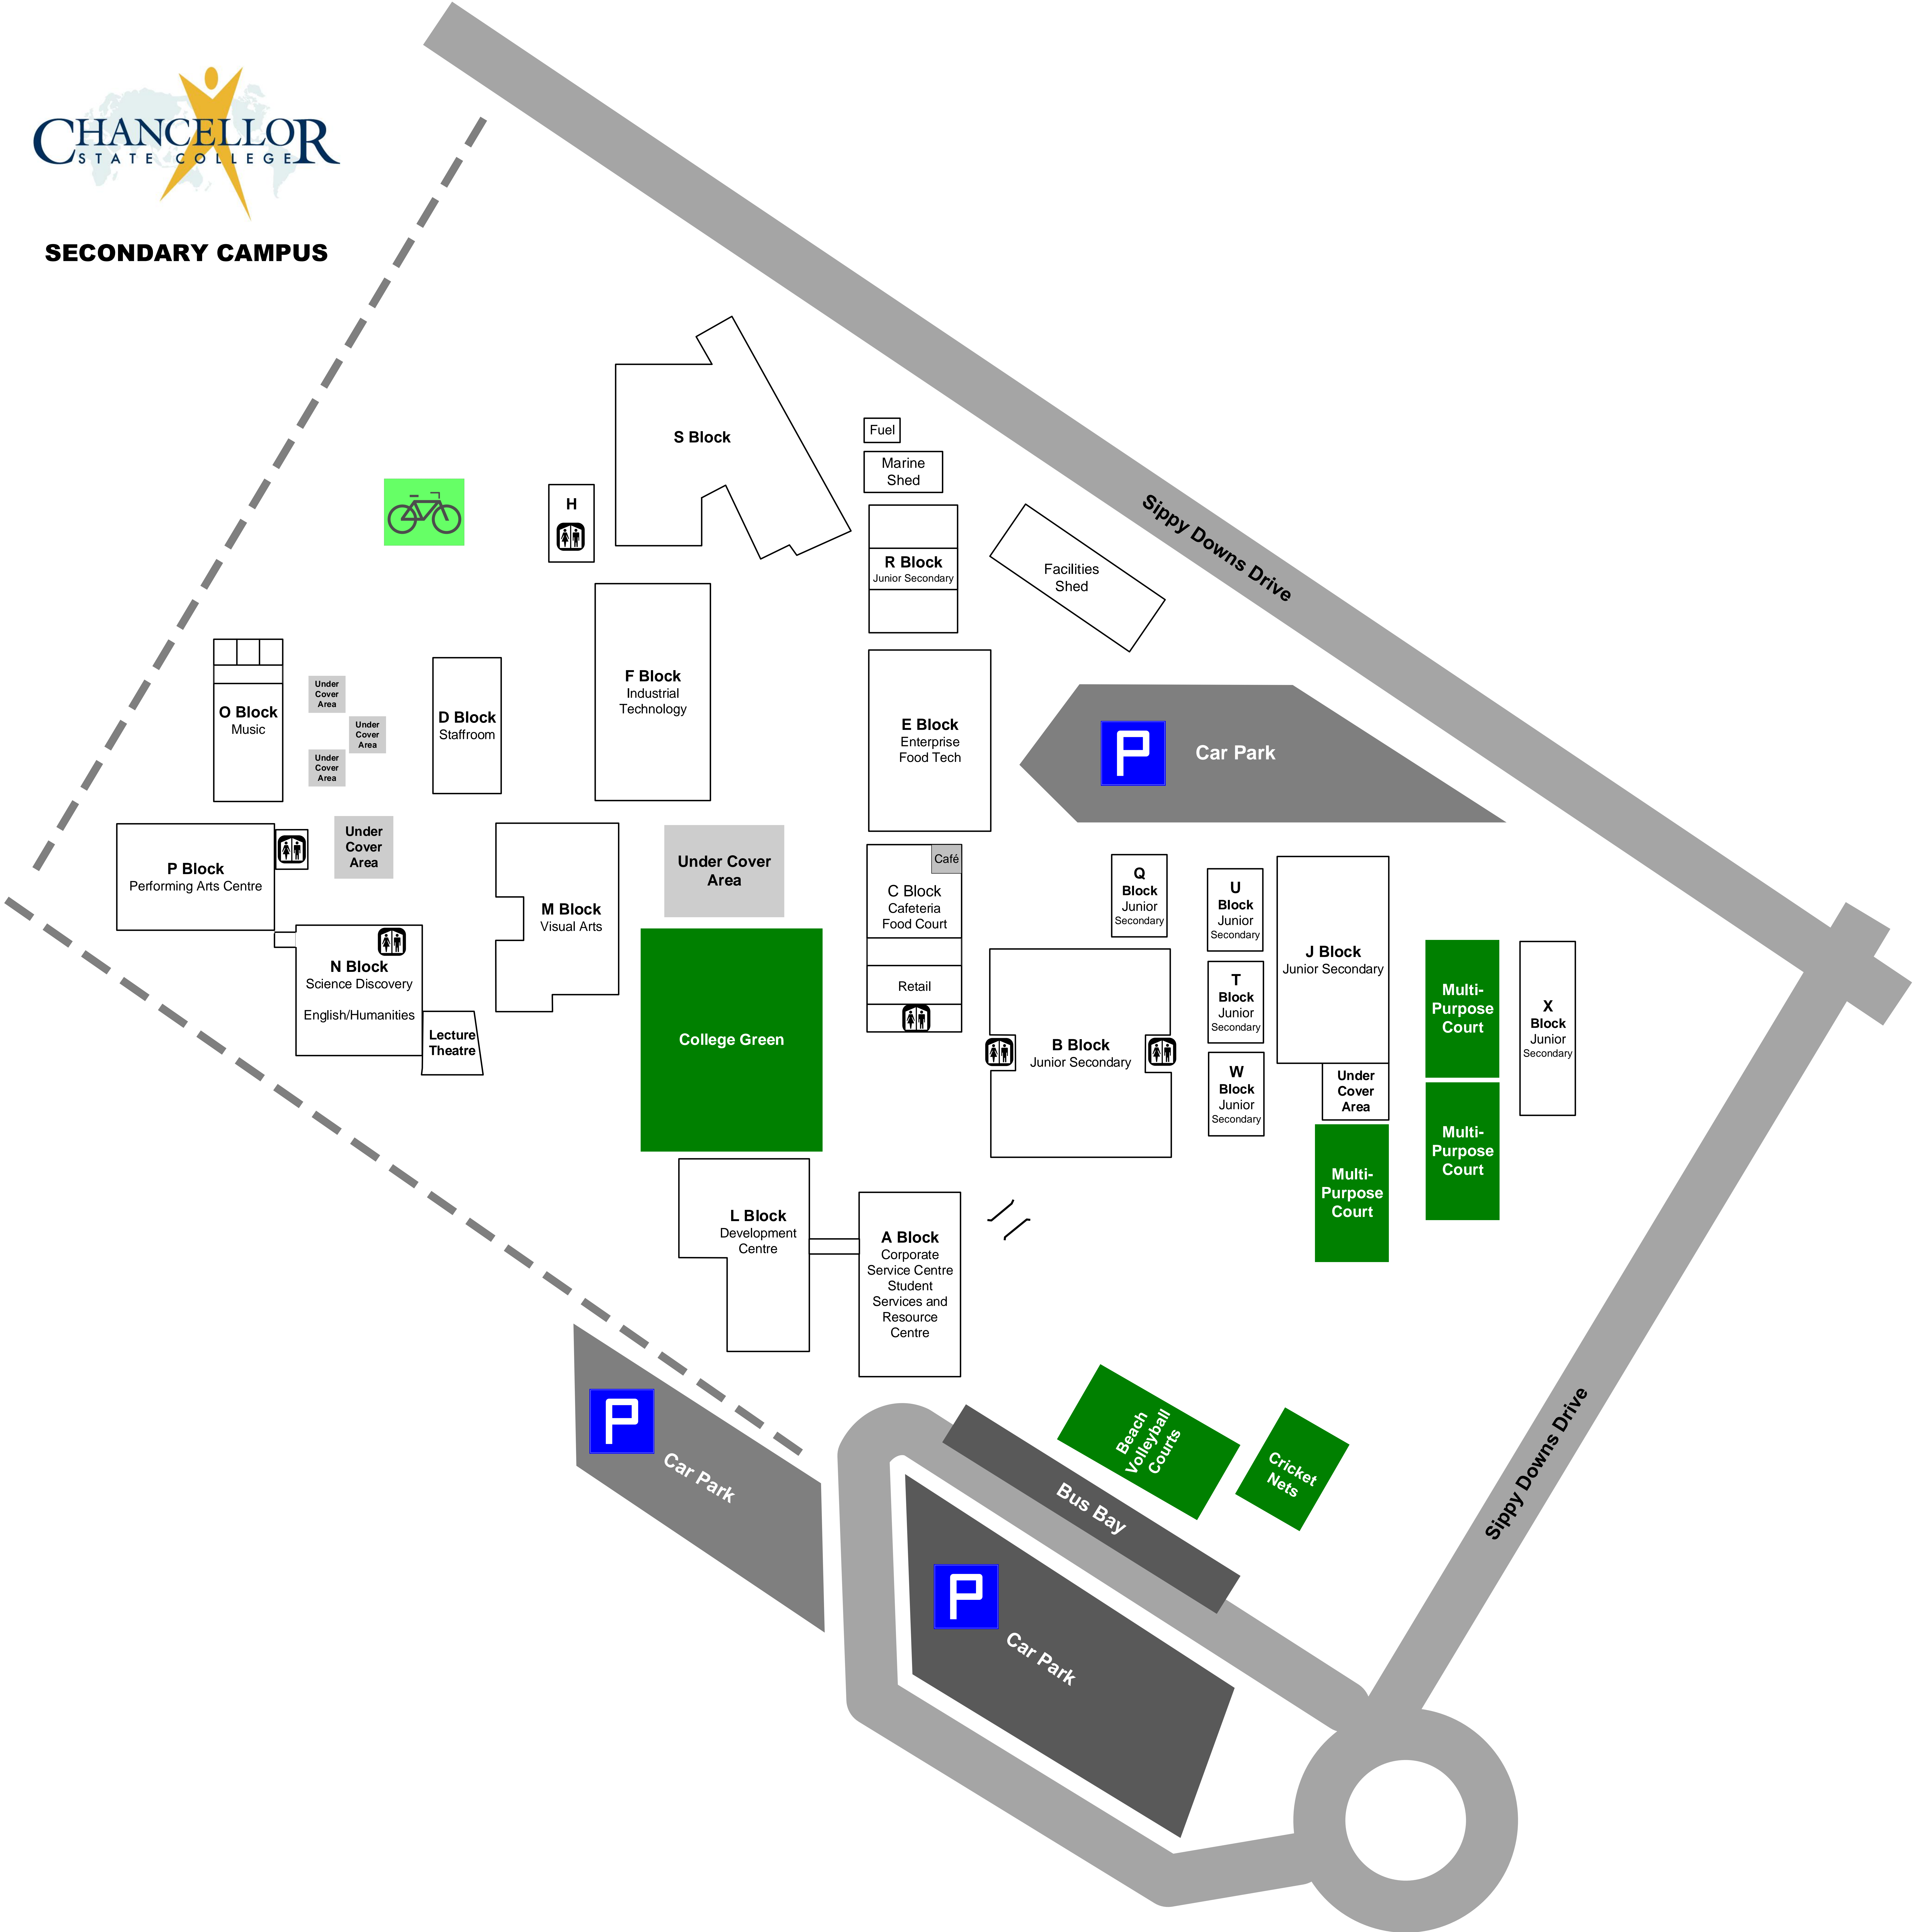 CHANCELLOR
STATE COLLEGE
SECONDARY CAMPUS
Sippy Downs Drive
S Block
Fuel
Marine
Shed
H
R Block
Junior Secondary
Facilities
Shed
O Block
Music
Under
Cover
Area
Under
Cover
Area
Under
Cover
Area
D Block
Staffroom
F Block
Industrial
Technology
E Block
Enterprise
Food Tech
P
Car Park
P Block
Performing Arts Centre
Under
Cover
Area
M Block
Visual Arts
Under Cover
Area
Café
C Block
Cafeteria
Food Court
Retail
Q
Block
Junior
Secondary
U
Block
Junior
Secondary
J Block
Junior Secondary
N Block
Science Discovery
English/Humanities
Lecture
Theatre
College Green
B Block
Junior Secondary
T
Block
Junior
Secondary
W
Block
Junior
Secondary
Under
Cover
Area
Multi-
Purpose
Court
X
Block
Junior
Secondary
Multi-
Purpose
Court
Multi-
Purpose
Court
L Block
Development
Centre
A Block
Corporate
Service Centre
Student
Services and
Resource
Centre
P
Car Park
Beach
Volleyball
Courts
Cricket
Nets
Bus Bay
P
Car Park
Sippy Downs Drive